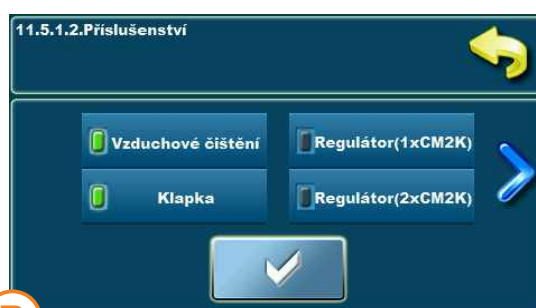 11.5.1.2.Příslušenství
Vzduchové čištění
Regulátor(1xCM2K)
Klapka
Regulátor(2xCM2K)